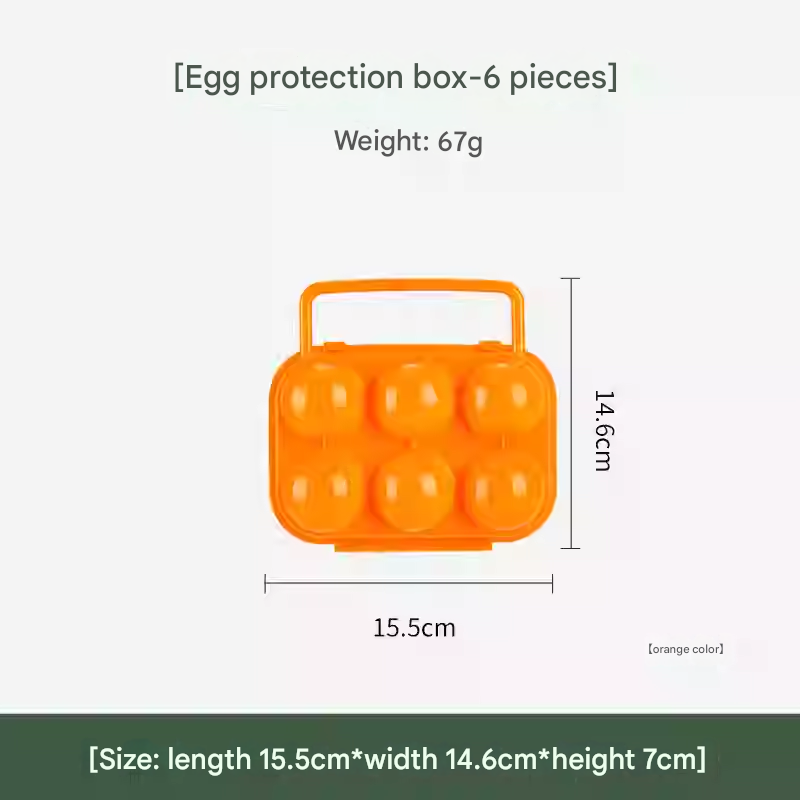 [Egg protection box-6 pieces]
Weight: 67g
14.6cm
15.5cm
【orange color】
[Size: length 15.5cm*width 14.6cm*height 7cm]